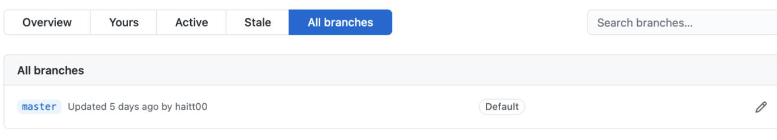 Overview Yours Active Stale All branches Search branches...
All branches
master Updated 5 days ago by haitt00 Default